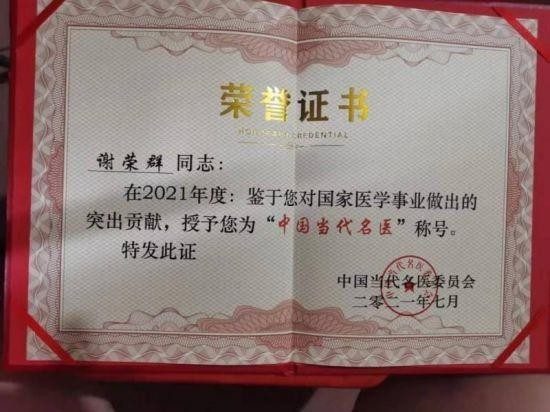 荣誉证书
HONORARY CREDENTIAL
谢荣群 同志：
在2021年度：鉴于您对国家医学事业做出的
突出贡献，授予您为“中国当代名医”称号。
特发此证
中国当代名医委员会
二零二一年七月